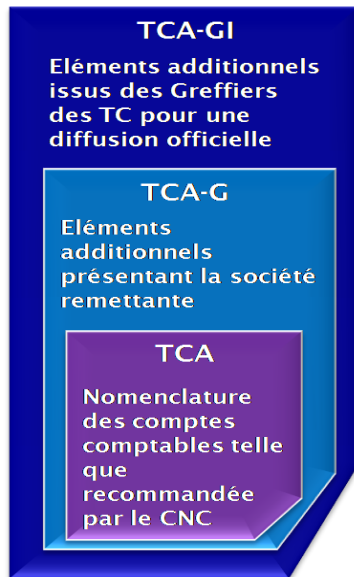 TCA-GI
Eléments additionnels
issus des Greffiers
des TC pour une
diffusion officielle
TCA-G
Eléments
additionnels
présentant la société
remettante
TCA
Nomenclature
des comptes
comptables telle
que
recommandée
par le CNC